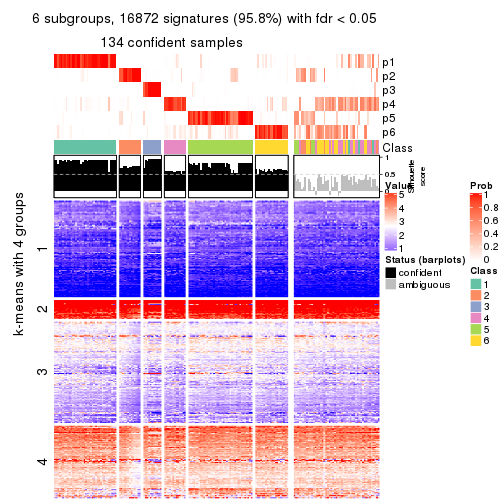 6 subgroups, 16872 signatures (95.8%) with fdr < 0.05
134 confident samples
p1
p2
p3
p4
p5
p6
Class
1
0.5
0
Silhouette
score
k-means with 4 groups
1
2
3
4
Value
5
4
3
2
1
Status (barplots)
confident
ambiguous
Prob
1
0.8
0.6
0.4
0.2
0
Class
1
2
3
4
5
6